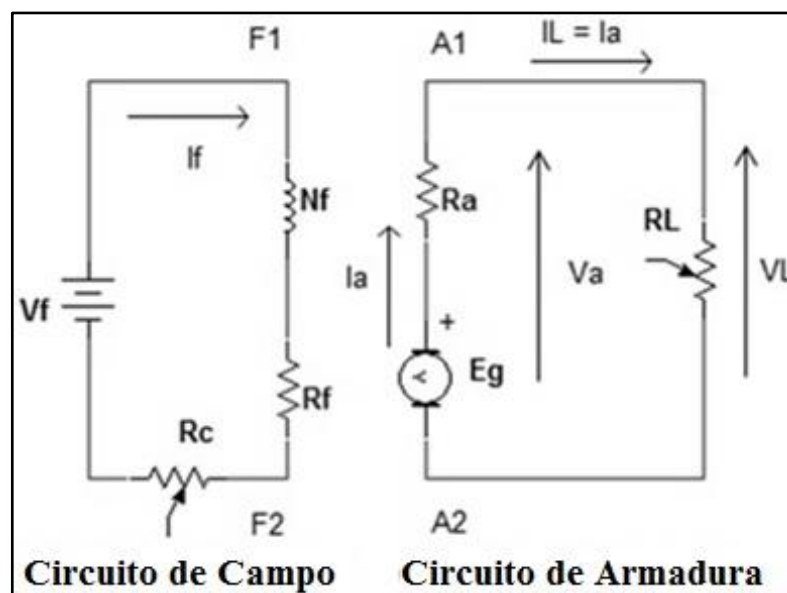 F1
A1
IL = Ia
If
Nf
Ra
RL
Ia
Va
VL
Vf
+
Eg
Rf
Rc
F2
A2
Circuito de Campo
Circuito de Armadura